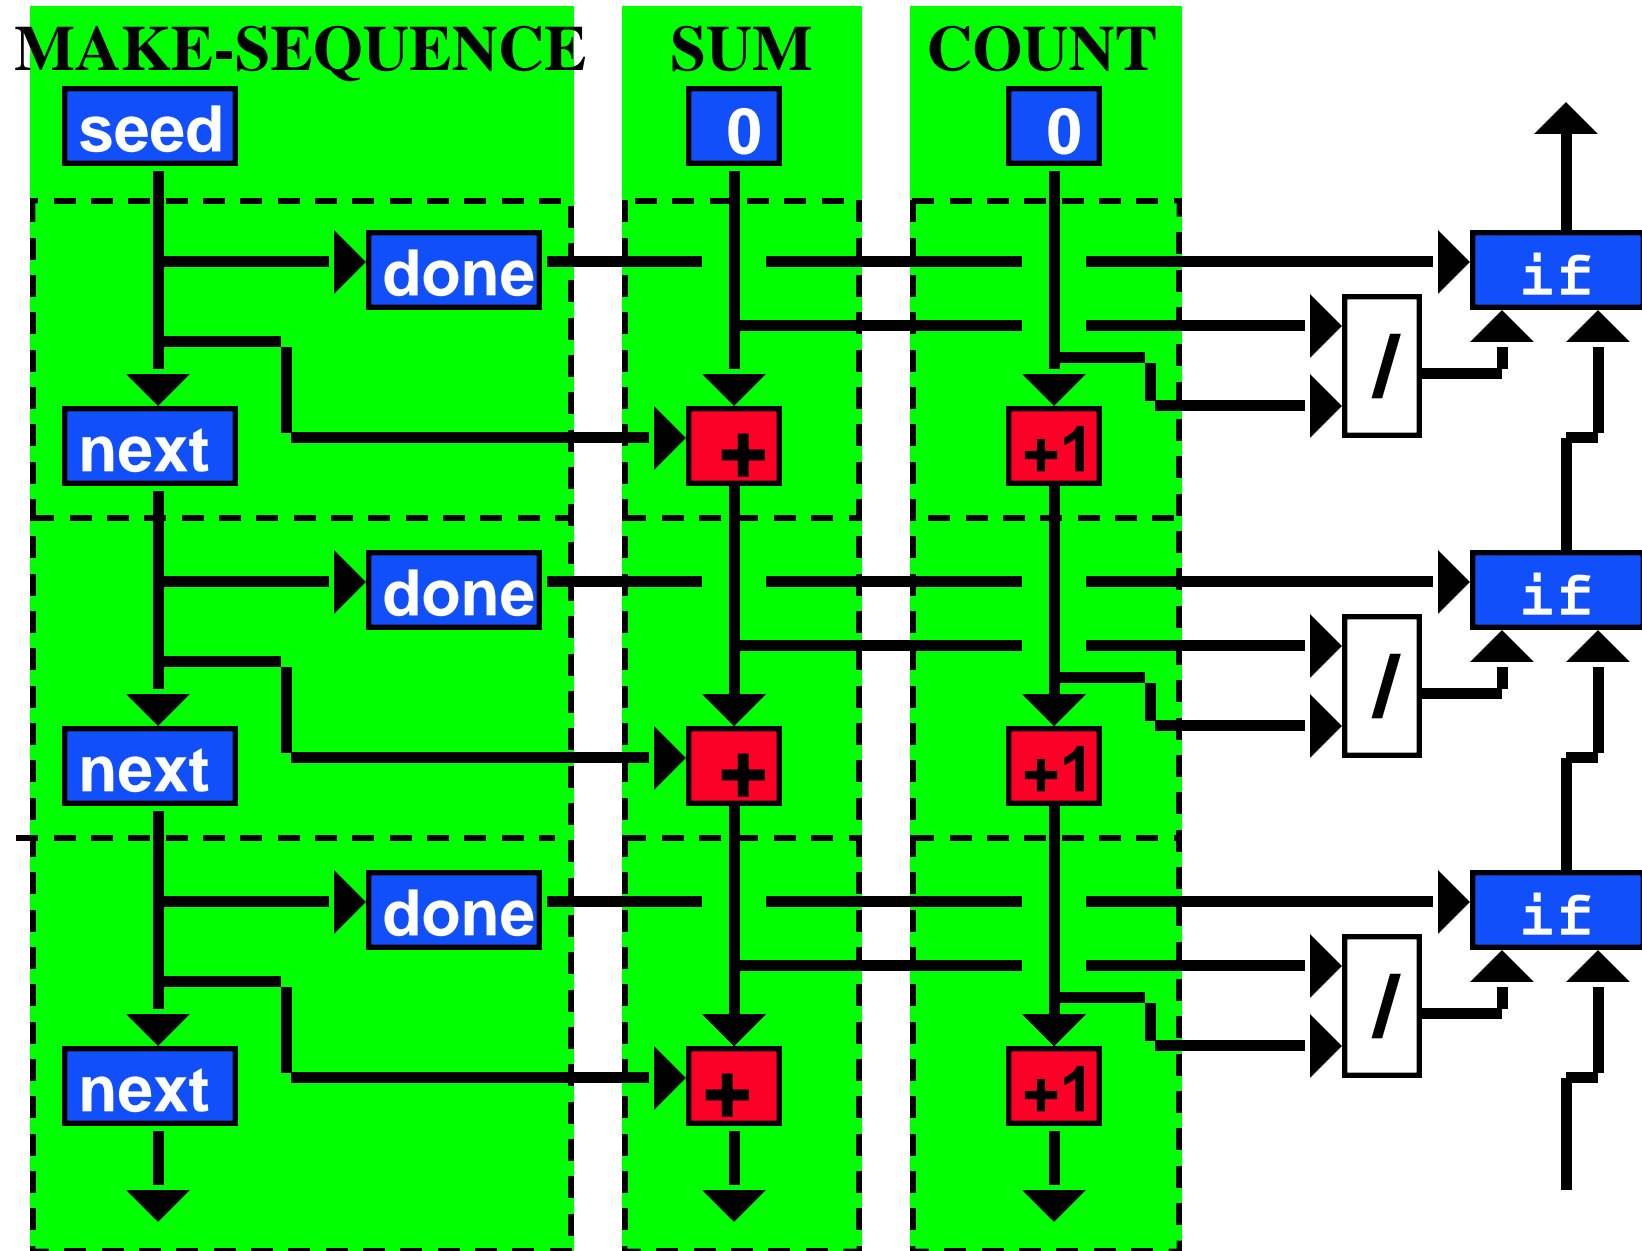 MAKE-SEQUENCE SUM COUNT
seed 0 0
done if
/
next + +1
done if
/
next + +1
done if
/
next + +1